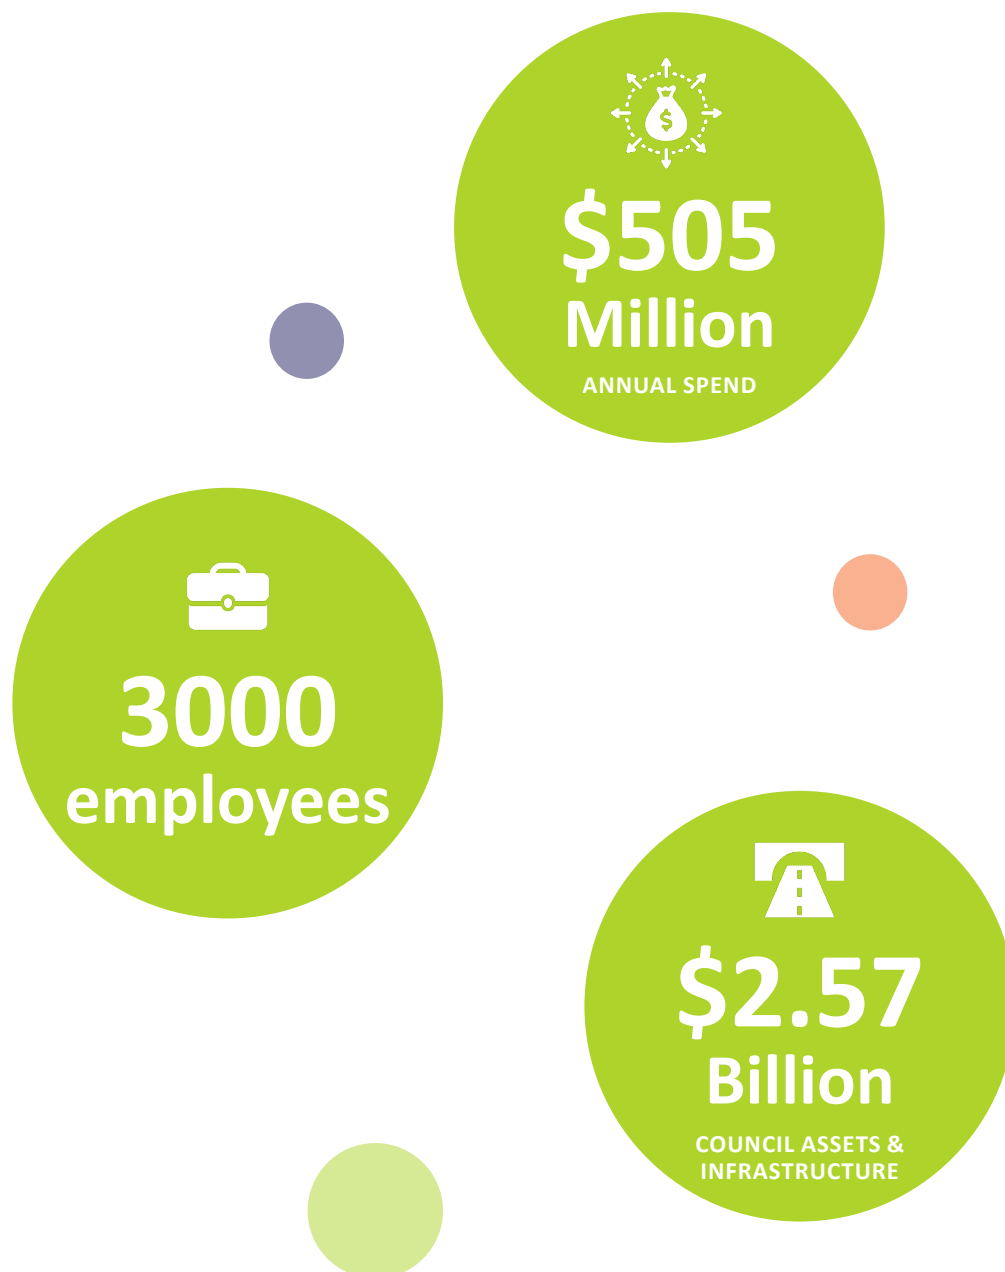 $505
Million
ANNUAL SPEND
3000
employees
$2.57
Billion
COUNCIL ASSETS &
INFRASTRUCTURE